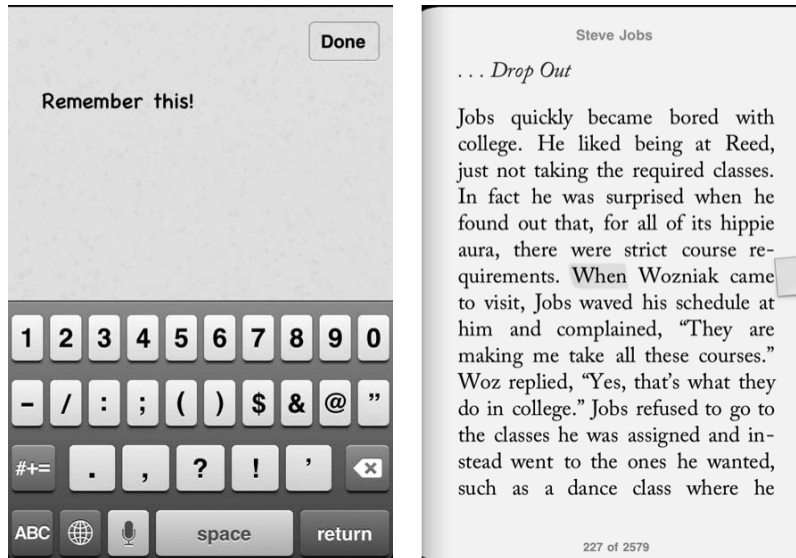 Done
Remember this!
1 2 3 4 5 6 7 8 9 0
- / : ; ( ) $ & @ ”
#+= . , ? ! ’
ABC space return
Steve Jobs
. . . Drop Out
Jobs quickly became bored with
college. He liked being at Reed,
just not taking the required classes.
In fact he was surprised when he
found out that, for all of its hippie
aura, there were strict course re-
quirements. When Wozniak came
to visit, Jobs waved his schedule at
him and complained, “They are
making me take all these courses.”
Woz replied, “Yes, that’s what they
do in college.” Jobs refused to go to
the classes he was assigned and in-
stead went to the ones he wanted,
such as a dance class where he
227 of 2579